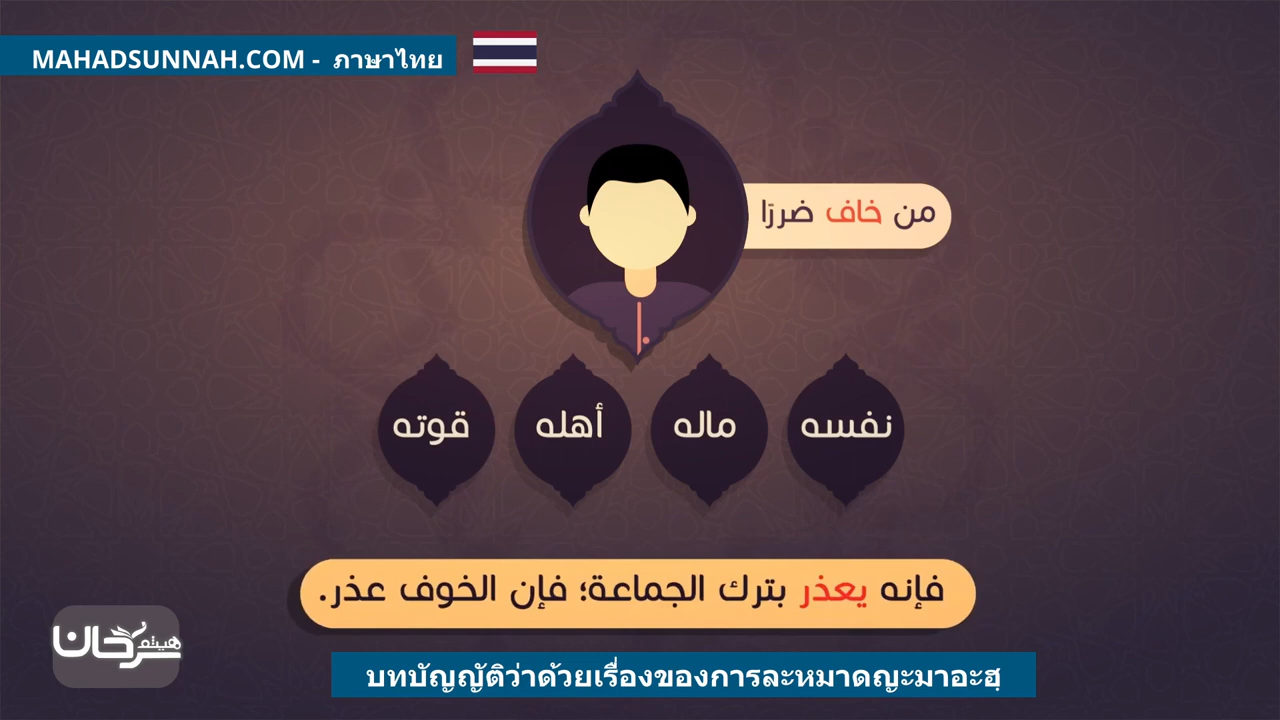 MAHADSUNNAH.COM - ภาษาไทย
من خاف ضررًا
نفسه
ماله
أهله
قوته
فإنه يعذر بترك الجماعة؛ فإن الخوف عذر.
هيثم سرحان
บทบัญญัติว่าด้วยเรื่องของการละหมาดญะมาอะฮฺ